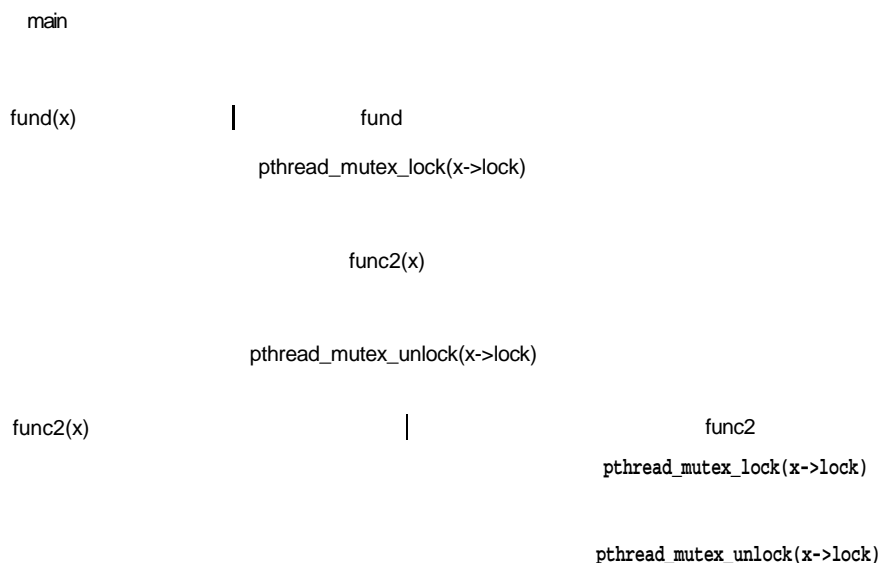 main
fund(x) fund
pthread_mutex_lock(x->lock)
func2(x)
pthread_mutex_unlock(x->lock)
func2(x) func2
pthread_mutex_lock(x->lock)
pthread_mutex_unlock(x->lock)